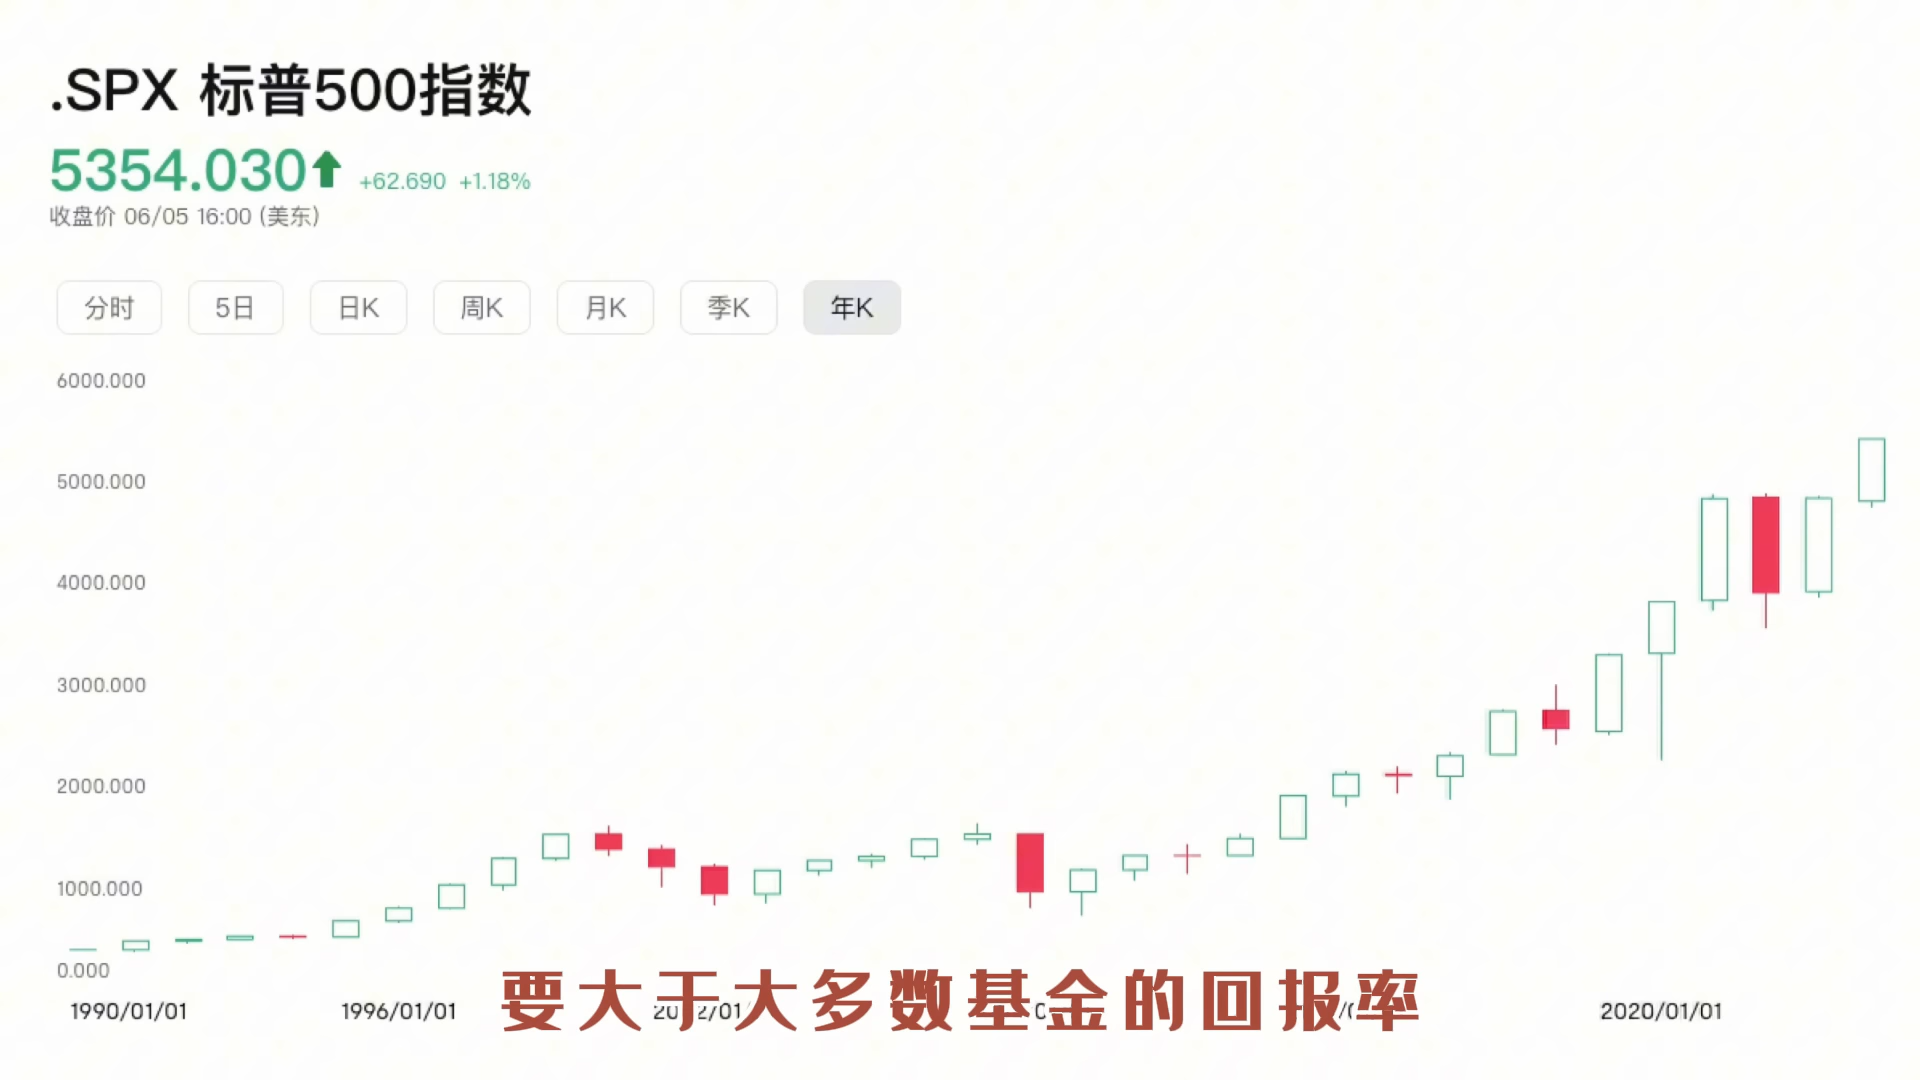 .SPX 标普500指数
5354.030 +62.690 +1.18%
收盘价 06/05 16:00 (美东)
分时 5日 日K 周K 月K 季K 年K
6000.000
5000.000
4000.000
3000.000
2000.000
1000.000
0.000
1990/01/01 1996/01/01 2020/01/01
要大于大多数基金的回报率